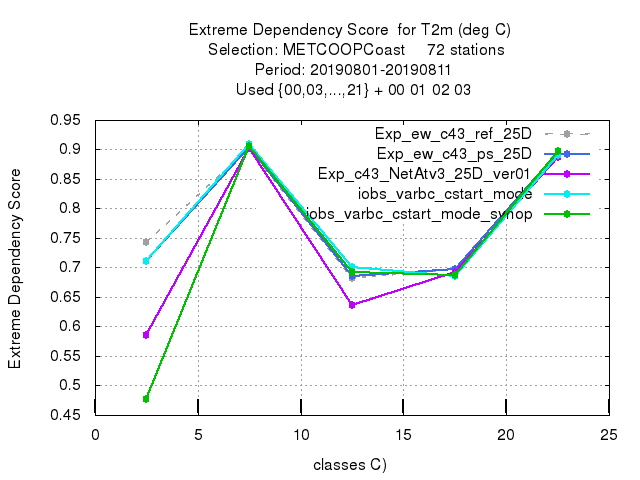 Extreme Dependency Score  for T2m (deg C)
Selection: METCOOPCoast     72 stations
Period: 20190801-20190811
Used {00,03,...,21} + 00 01 02 03
Exp_ew_c43_ref_25D
Exp_ew_c43_ps_25D
Exp_c43_NetAtv3_25D_ver01
iobs_varbc_cstart_mode
iobs_varbc_cstart_mode_synop
Extreme Dependency Score
0.95
0.9
0.85
0.8
0.75
0.7
0.65
0.6
0.55
0.5
0.45
0 5 10 15 20 25
classes C)